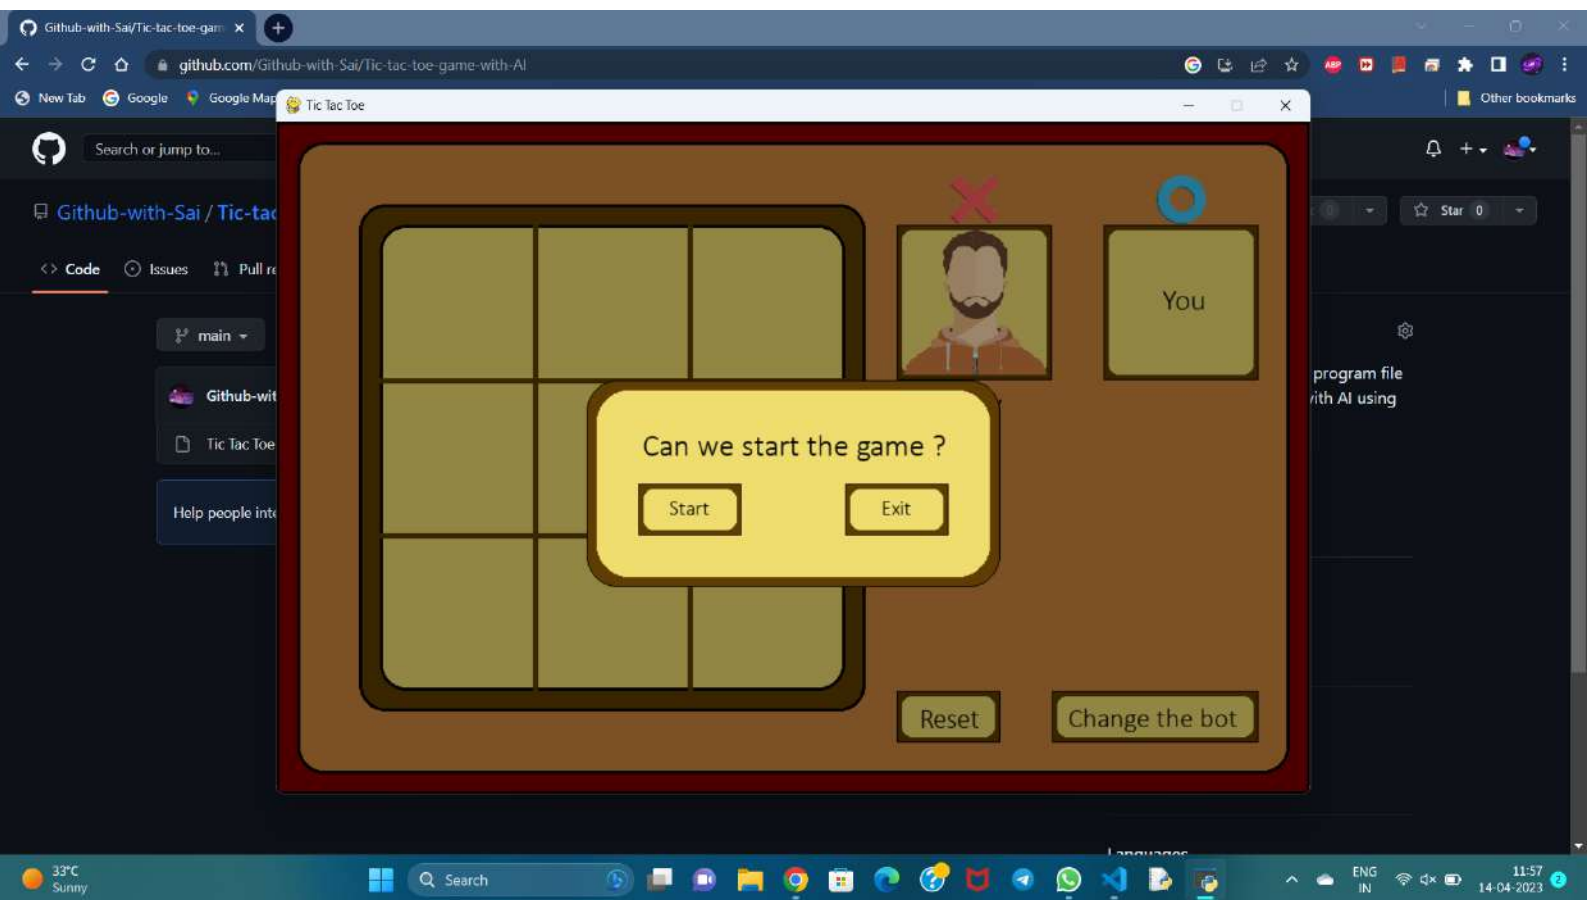 Github-with-Sai/Tic-tac-toe-gam
github.com/Github-with-Sai/Tic-tac-toe-game-with-AI
ABP
New Tab
Google
Google Map
Other bookmarks
Tic Tac Toe
Search or jump to...
Github-with-Sai / Tic-tac
0
Star 0
<> Code
Issues
Pull re
You
main
program file
Github-wit
ith AI using
Tic Tac Toe
Can we start the game ?
Start
Exit
Help people inte
Reset
Change the bot
Languages
33°C
Sunny
Search
ENG
IN
11:57
14-04-2023
2